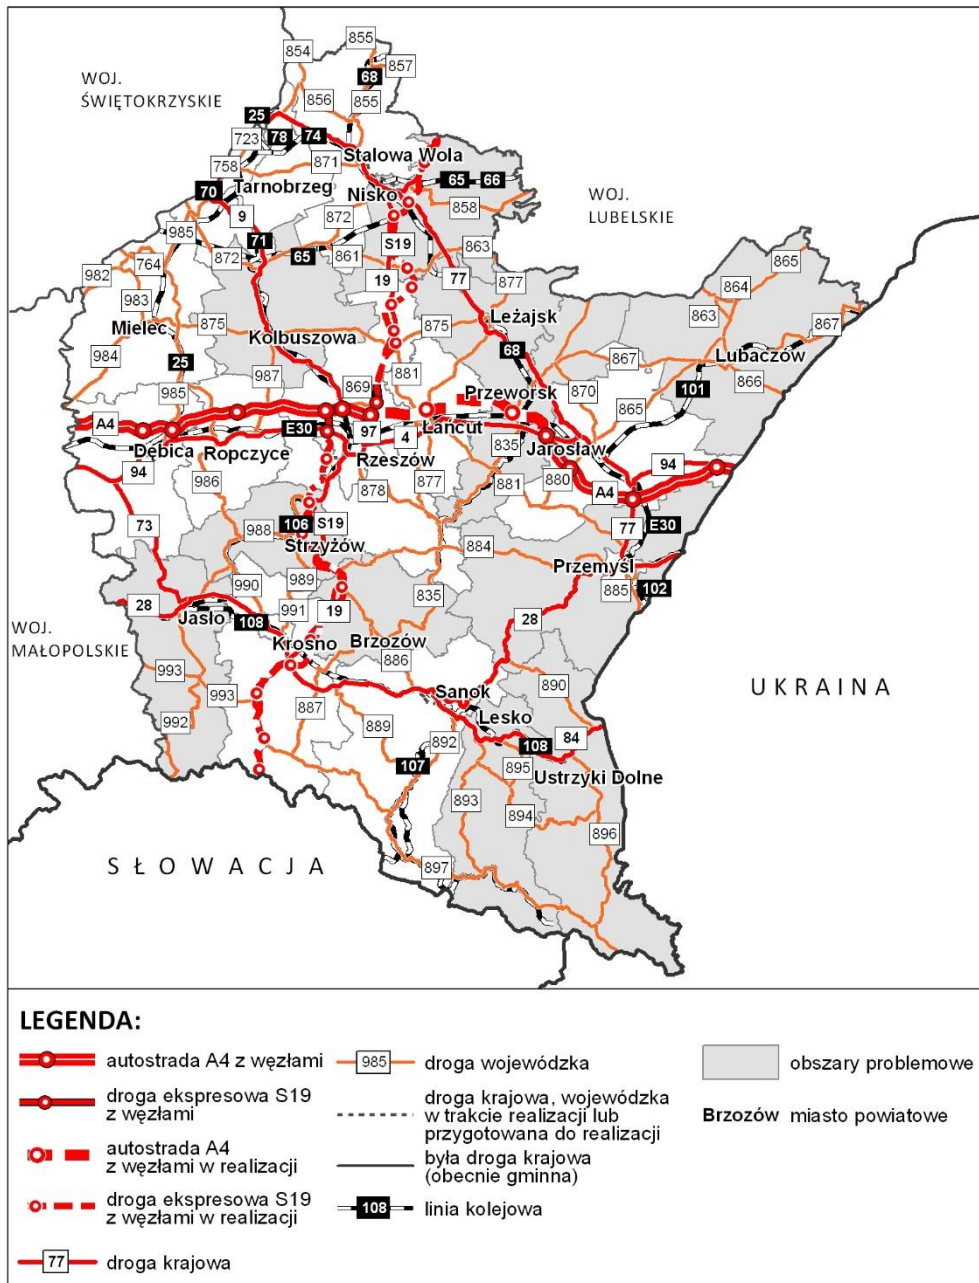 855
854
857
68
WOJ.
ŚWIĘTOKRZYSKIE
856
855
25
723
78
74
871
Stalowa Wola
758
65
66
70
Tarnobrzeg
Nisko
WOJ.
LUBELSKIE
9
872
858
985
71
S19
863
872
65
861
865
764
982
19
77
877
864
983
863
Mielec
875
875
Leżajsk
867
Kolbuszowa
984
68
867
Lubaczów
25
881
987
101
866
985
869
Przeworsk
870
865
A4
E30
97
4
Łańcut
835
Jarosław
Dębica
Ropczyce
Rzeszów
94
94
986
878
877
881
880
A4
73
106
S19
77
E30
988
Strzyżów
884
Przemyśl
989
990
835
885
102
28
991
19
28
Jasło
108
WOJ.
MAŁOPOLSKIE
Krosno
Brzozów
886
993
993
890
UKRAINA
887
Sanok
992
889
Lesko
892
84
108
107
895
Ustrzyki Dolne
893
894
896
SŁOWACJA
897
LEGENDA:
autostrada A4 z węzłami
droga ekspresowa S19
z węzłami
autostrada A4
z węzłami w realizacji
droga ekspresowa S19
z węzłami w realizacji
77 droga krajowa
985 droga wojewódzka
droga krajowa, wojewódzka
w trakcie realizacji lub
przygotowana do realizacji
była droga krajowa
(obecnie gminna)
108 linia kolejowa
obszary problemowe
Brzozów miasto powiatowe